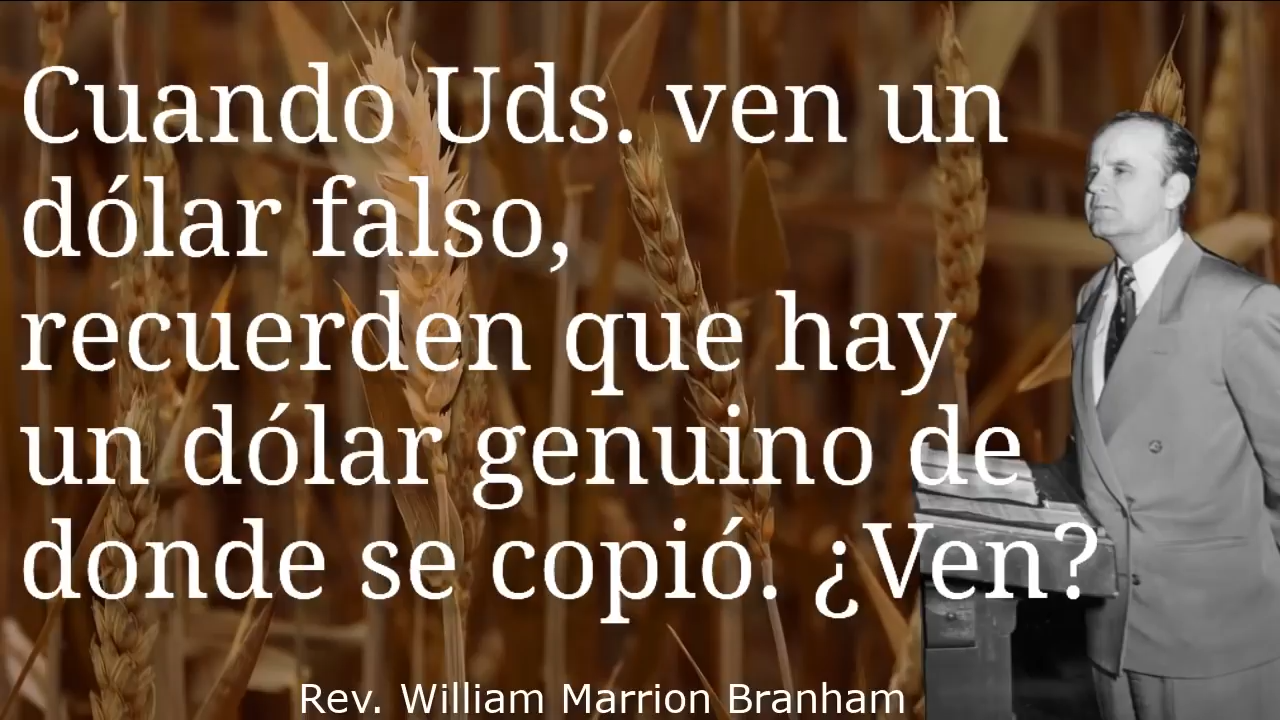 Cuando Uds. ven un
dólar falso,
recuerden que hay
un dólar genuino de
donde se copió. ¿Ven?
Rev. William Marrion Branham